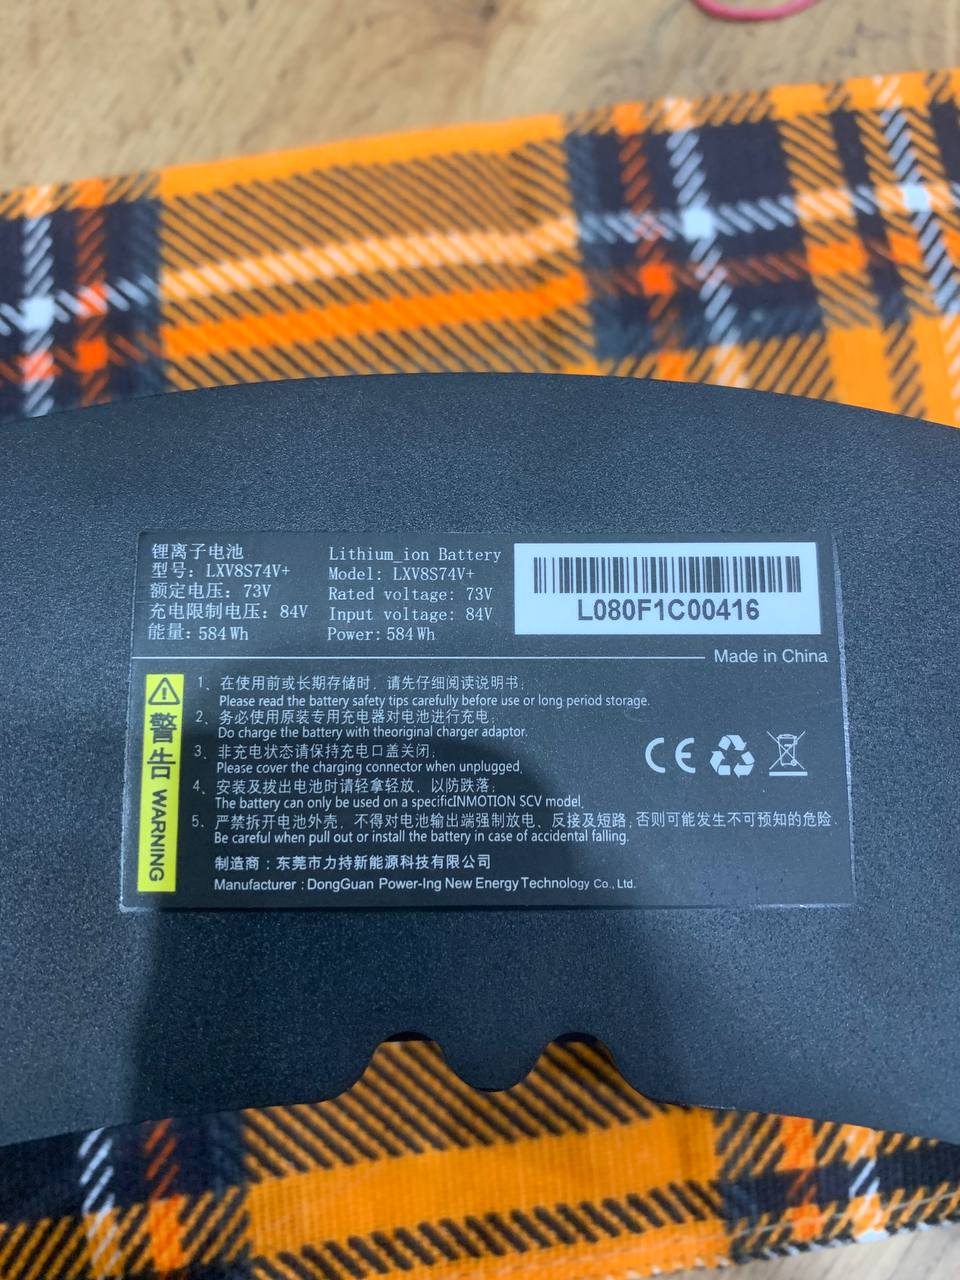 锂离子电池
型号：LXV8S74V+
额定电压：73V
充电限制电压：84V
能量：584Wh
Lithium_ion Battery
Model: LXV8S74V+
Rated voltage: 73V
Input voltage: 84V
Power: 584Wh
L080F1C00416
Made in China
警告 WARNING
1、在使用前或长期存储时，请先仔细阅读说明书；
Please read the battery safety tips carefully before use or long period storage.
2、务必使用原装专用充电器对电池进行充电；
Do charge the battery with theoriginal charger adaptor.
3、非充电状态请保持充电口盖关闭；
Please cover the charging connector when unplugged.
4、安装及拔出电池时请轻拿轻放，以防跌落；
The battery can only be used on a specificINMOTION SCV model.
5、严禁拆开电池外壳，不得对电池输出端强制放电、反接及短路，否则可能发生不可预知的危险.
Be careful when pull out or install the battery in case of accidental falling.
CE
制造商：东莞市力持新能源科技有限公司
Manufacturer : DongGuan Power-Ing New Energy Technology Co., Ltd.